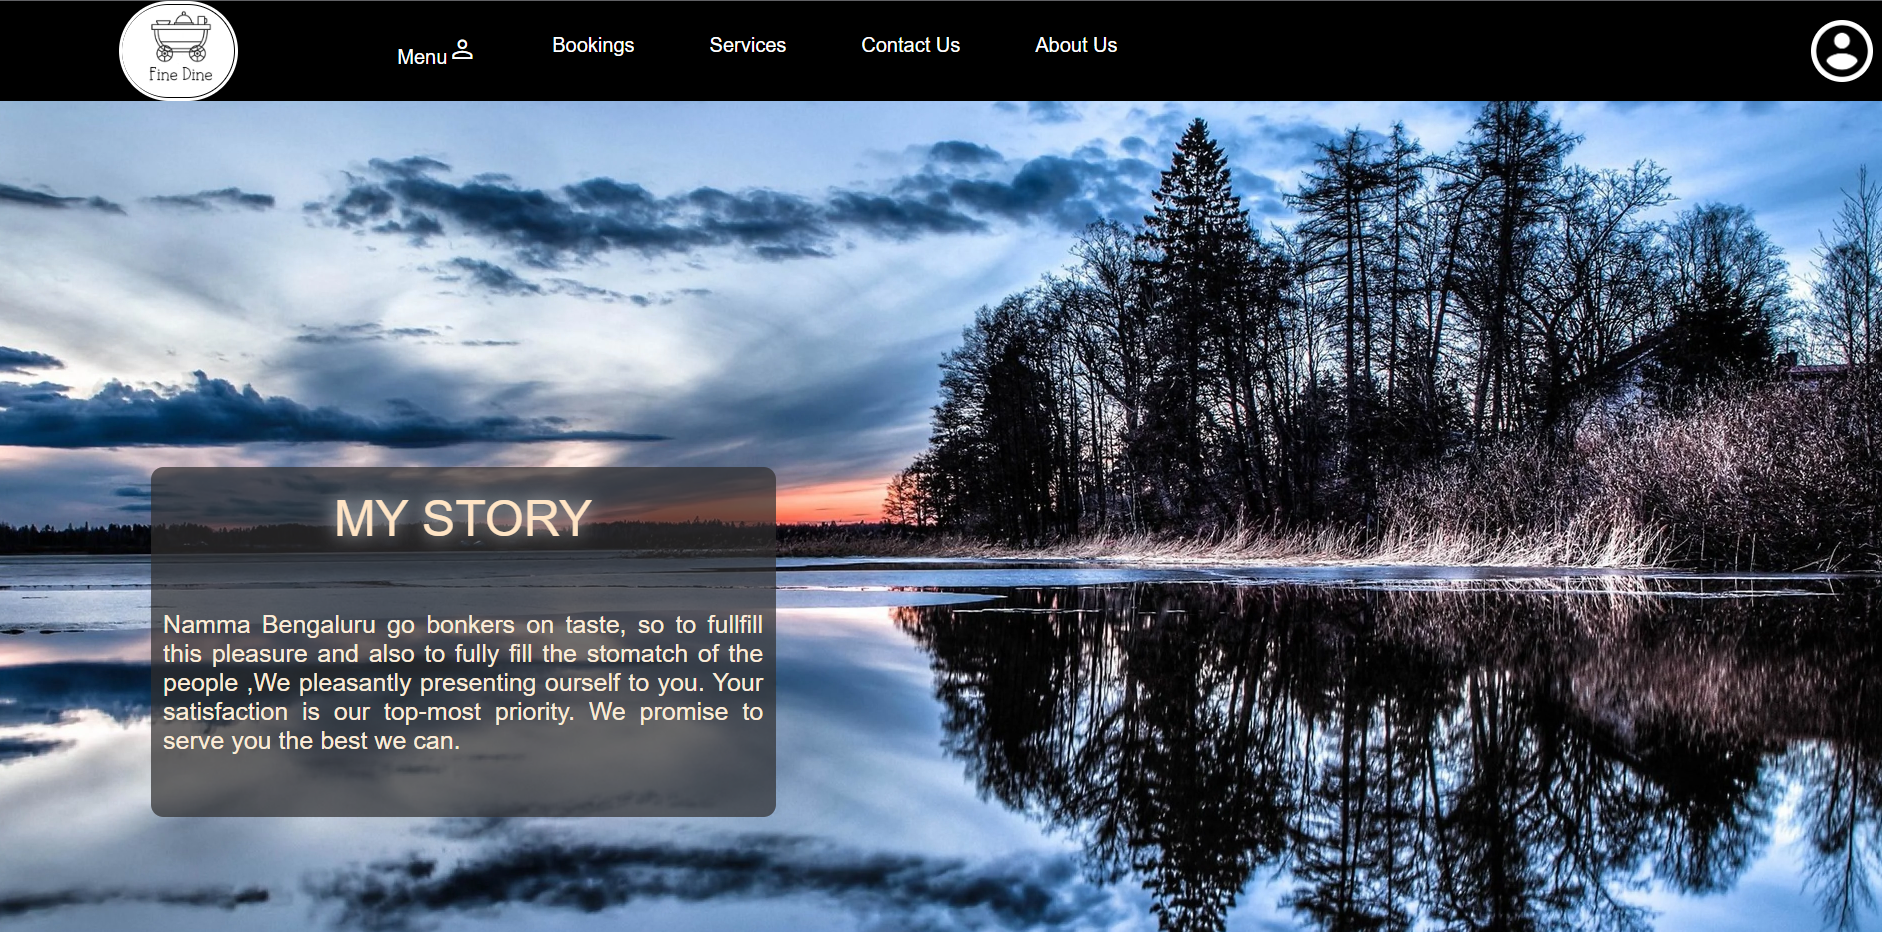 Fine Dine
Menu
Bookings
Services
Contact Us
About Us
MY STORY
Namma Bengaluru go bonkers on taste, so to fullfill
this pleasure and also to fully fill the stomatch of the
people ,We pleasantly presenting ourself to you. Your
satisfaction is our top-most priority. We promise to
serve you the best we can.